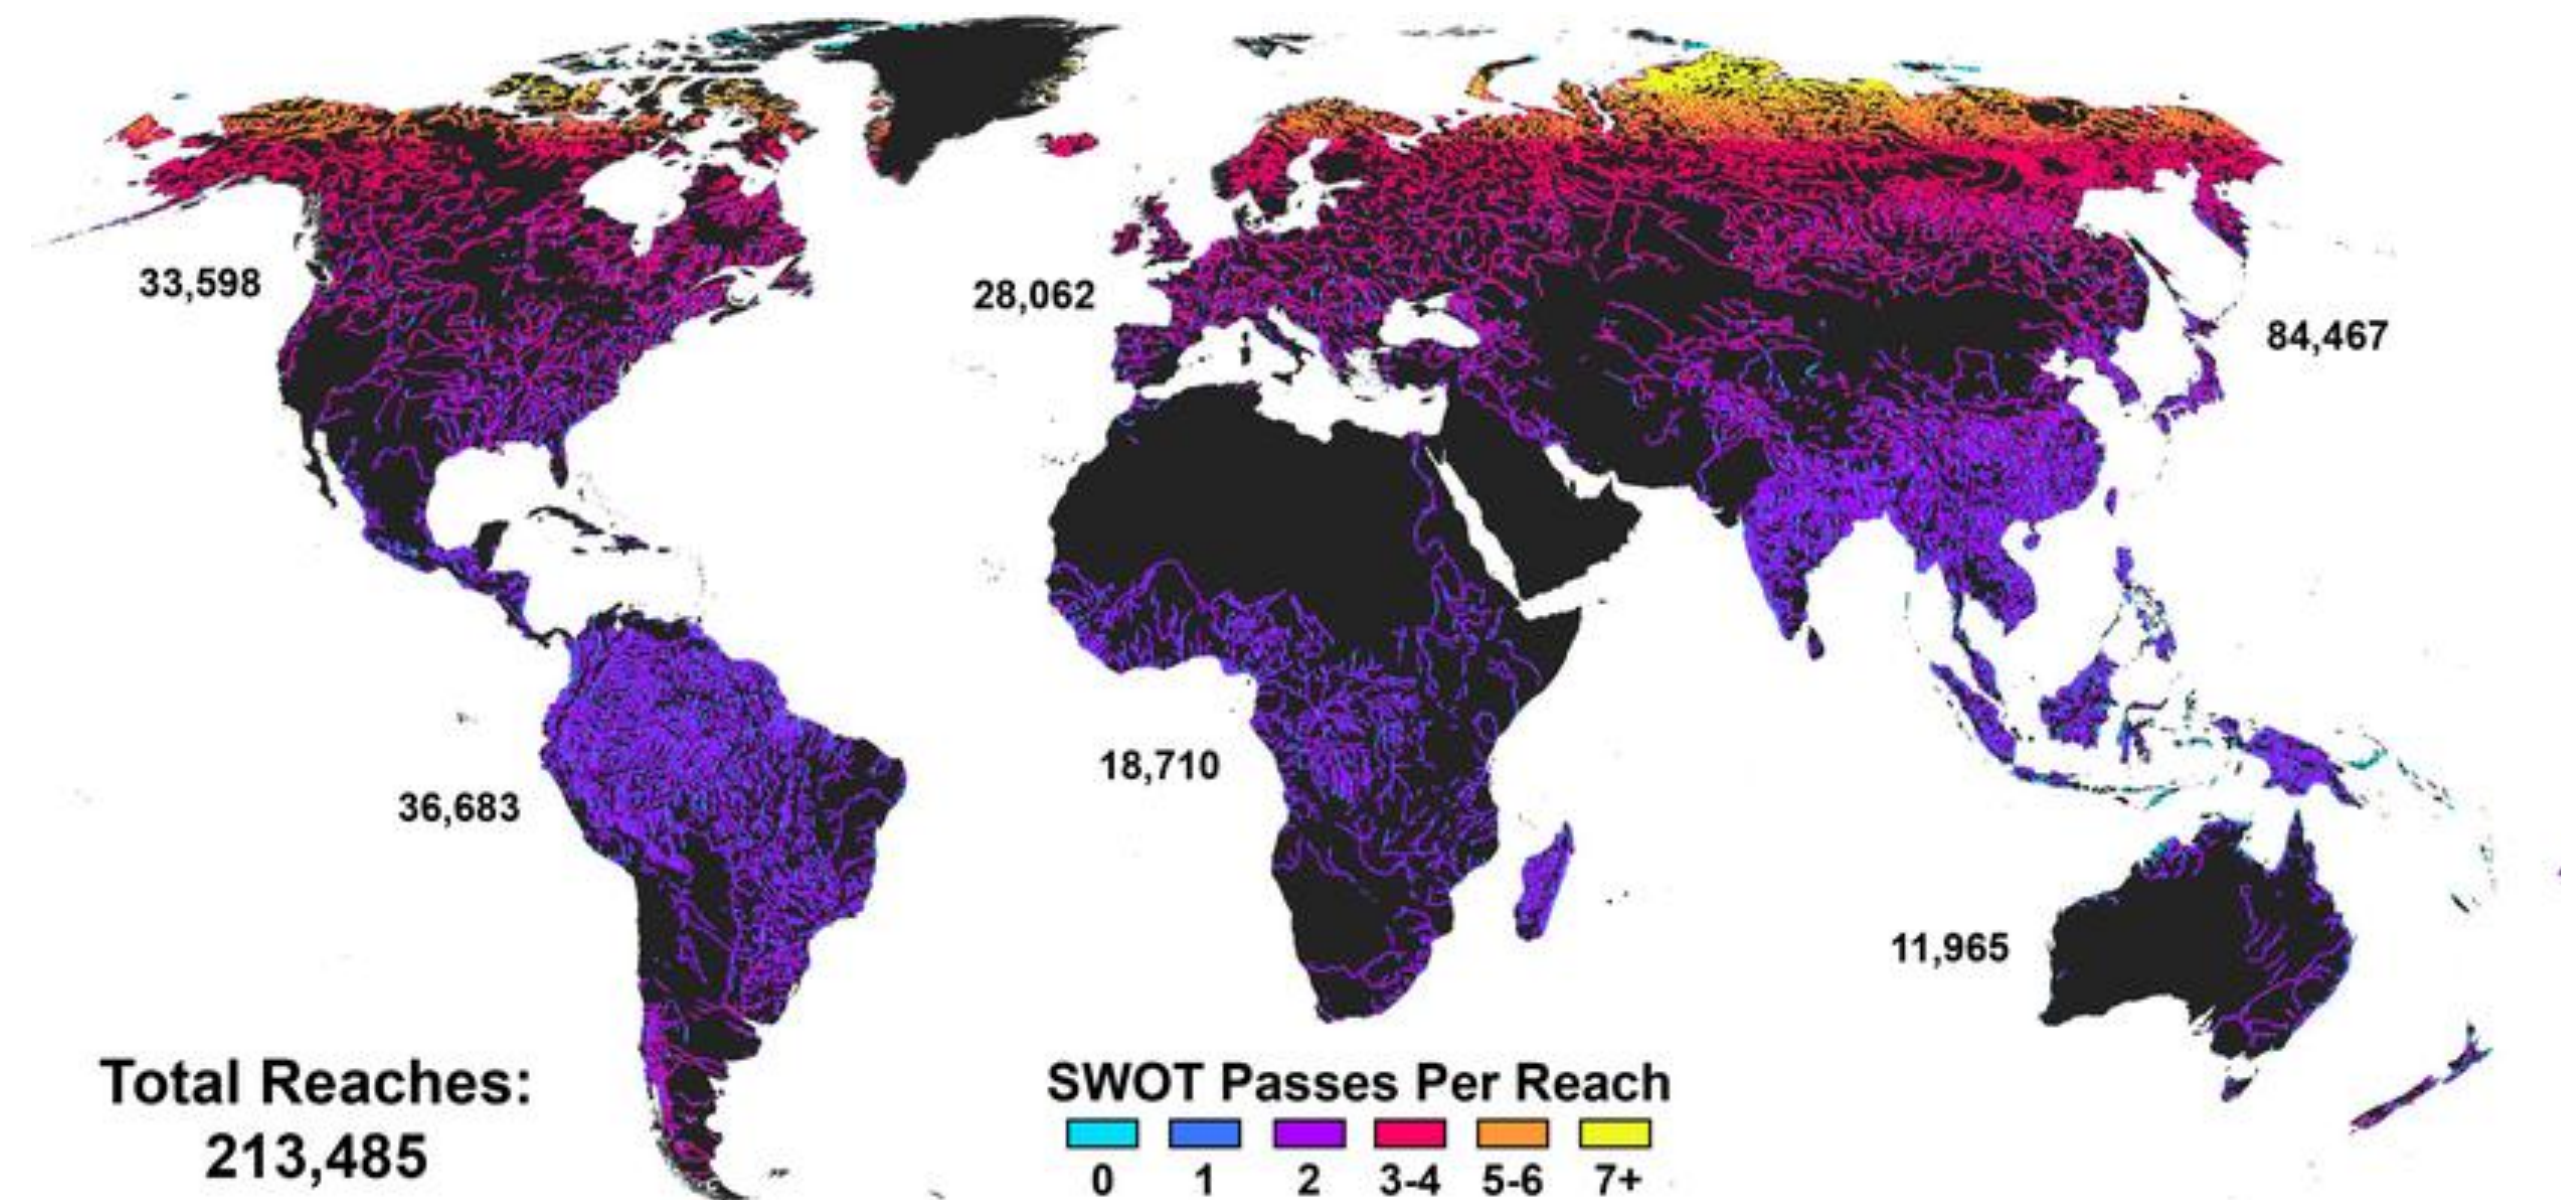 33,598
28,062
84,467
36,683
18,710
11,965
Total Reaches:
213,485
SWOT Passes Per Reach
0 1 2 3-4 5-6 7+